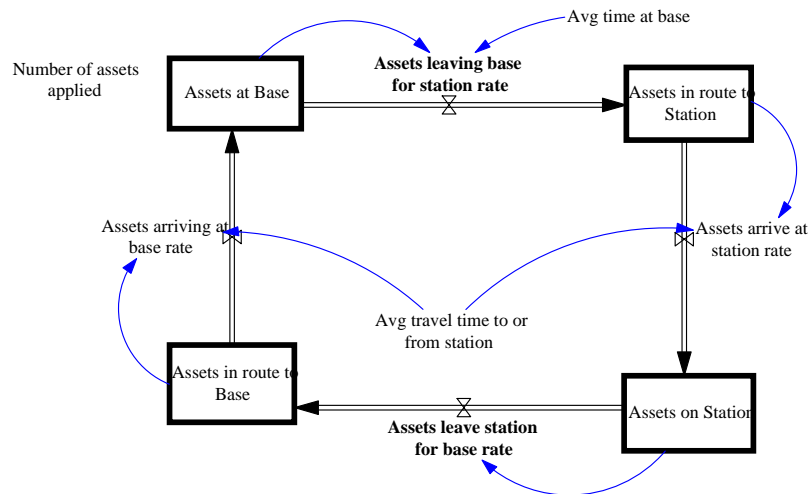 Avg time at base
Number of assets
applied
Assets at Base
Assets leaving base
for station rate
Assets in route to
Station
Assets arriving at
base rate
Assets arrive at
station rate
Avg travel time to or
from station
Assets in route to
Base
Assets on Station
Assets leave station
for base rate